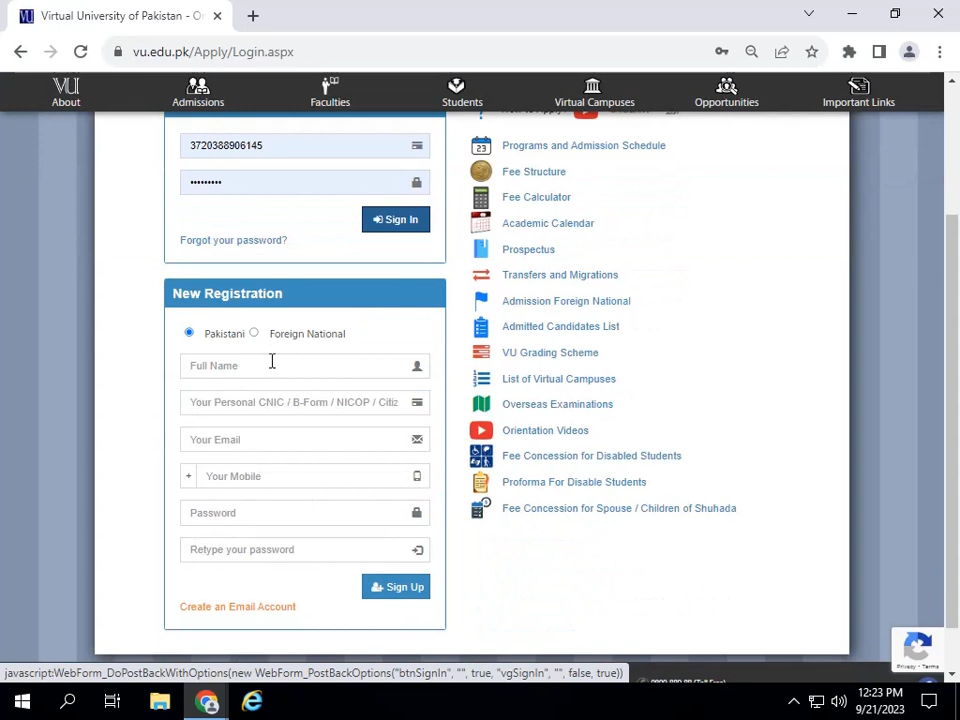 Virtual University of Pakistan - O
vu.edu.pk/Apply/Login.aspx
VU
About
Admissions
Faculties
Students
Virtual Campuses
Opportunities
Important Links
3720388906145
•••••••••
Sign In
Forgot your password?
New Registration
Pakistani
Foreign National
Full Name
Your Personal CNIC / B-Form / NICOP / Citiz
Your Email
+ Your Mobile
Password
Retype your password
Sign Up
Create an Email Account
23
Programs and Admission Schedule
Fee Structure
Fee Calculator
Academic Calendar
Prospectus
Transfers and Migrations
Admission Foreign National
Admitted Candidates List
VU Grading Scheme
List of Virtual Campuses
Overseas Examinations
Orientation Videos
Fee Concession for Disabled Students
Proforma For Disable Students
Fee Concession for Spouse / Children of Shuhada
Privacy - Terms
javascript:WebForm_DoPostBackWithOptions(new WebForm_PostBackOptions("btnSignIn", "", true, "vgSignIn", "", false, true))
12:23 PM
9/21/2023